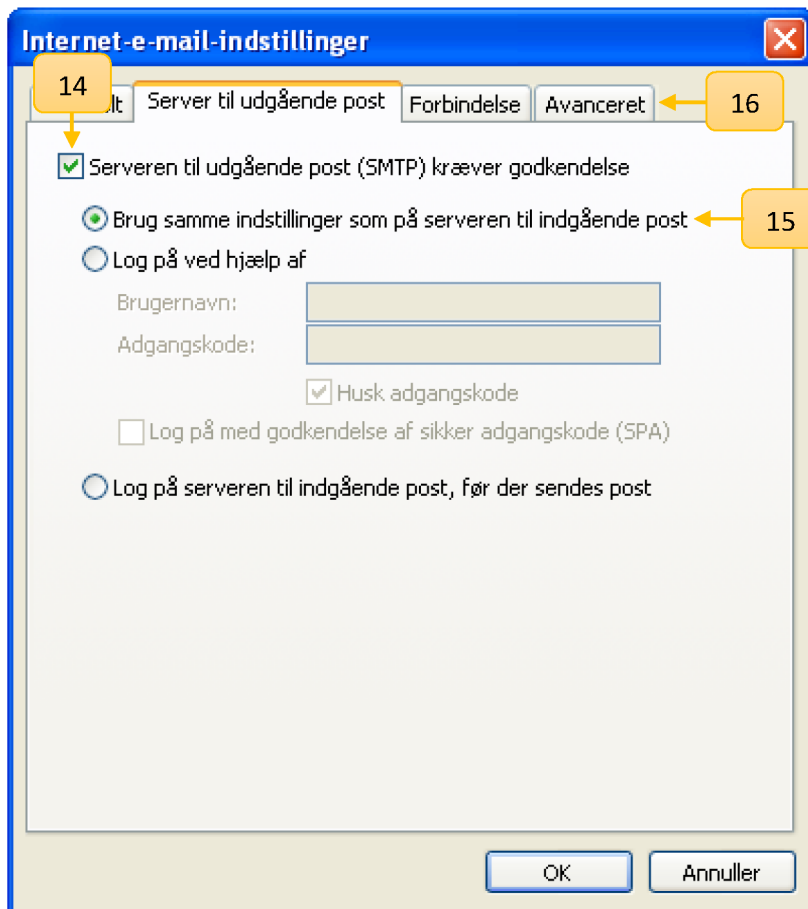 Internet-e-mail-indstillinger
14
lt Server til udgående post Forbindelse Avanceret 16
Serveren til udgående post (SMTP) kræver godkendelse
Brug samme indstillinger som på serveren til indgående post 15
Log på ved hjælp af
Brugernavn:
Adgangskode:
Husk adgangskode
Log på med godkendelse af sikker adgangskode (SPA)
Log på serveren til indgående post, før der sendes post
OK Annuller